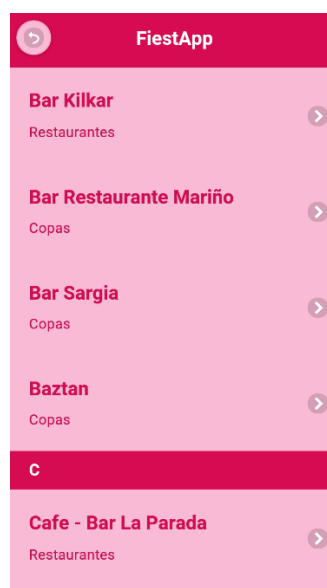 FiestApp
Bar Kilkar
Restaurantes
Bar Restaurante Mariño
Copas
Bar Sargia
Copas
Baztan
Copas
C
Cafe - Bar La Parada
Restaurantes